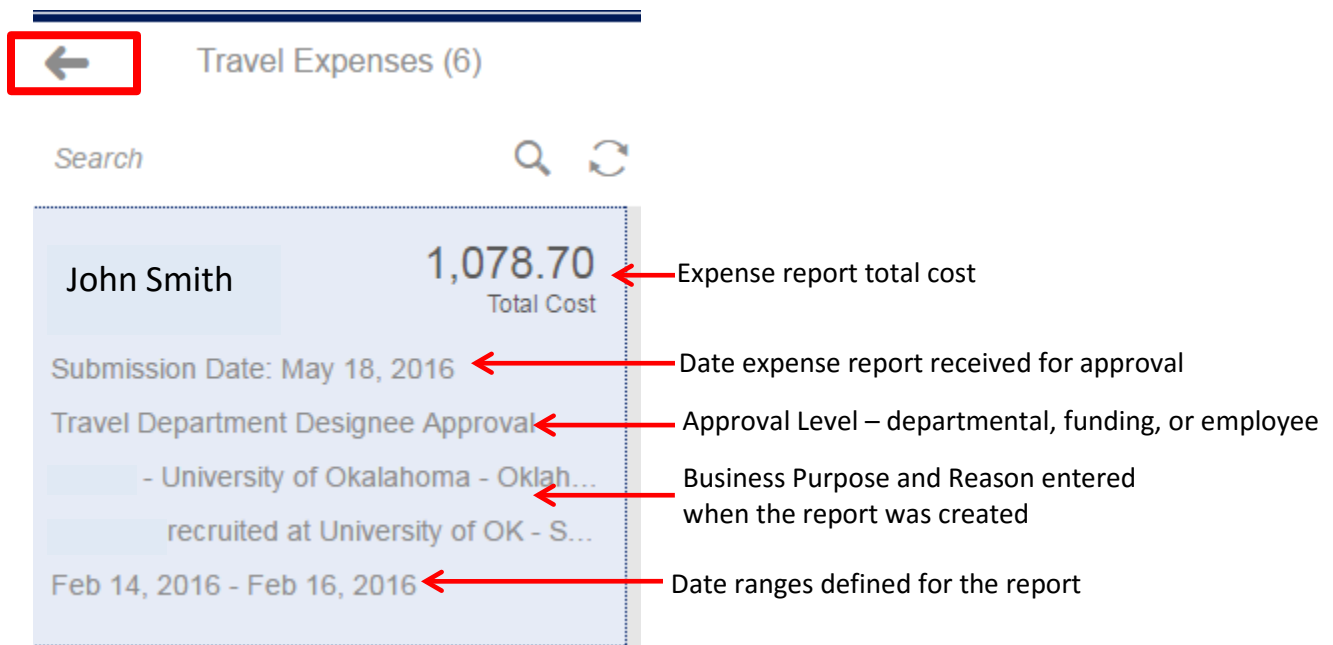 Travel Expenses (6)
Search
John Smith
1,078.70
Total Cost
Expense report total cost
Submission Date: May 18, 2016
Date expense report received for approval
Travel Department Designee Approval
Approval Level – departmental, funding, or employee
- University of Okalahoma - Oklah...
recruited at University of OK - S...
Business Purpose and Reason entered
when the report was created
Feb 14, 2016 - Feb 16, 2016
Date ranges defined for the report